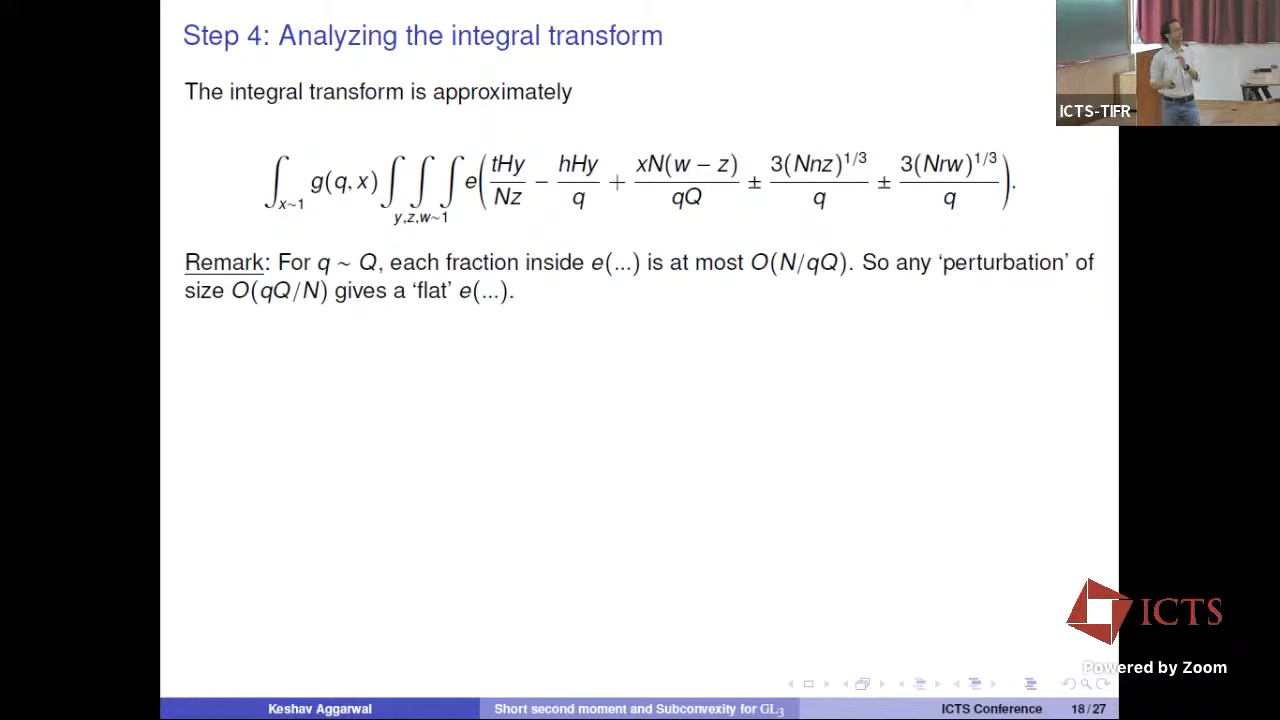 Step 4: Analyzing the integral transform
The integral transform is approximately
∫_{x∼1} g(q, x) ∫∫∫_{y,z,w∼1} e( tHy/Nz − hHy/q + xN(w − z)/qQ ± 3(Nnz)^{1/3}/q ± 3(Nrw)^{1/3}/q ).
Remark: For q ∼ Q, each fraction inside e(...) is at most O(N/qQ). So any ‘perturbation’ of
size O(qQ/N) gives a ‘flat’ e(...).
ICTS-TIFR
ICTS
Powered by Zoom
Keshav Aggarwal Short second moment and Subconvexity for GL₃ ICTS Conference 18/27